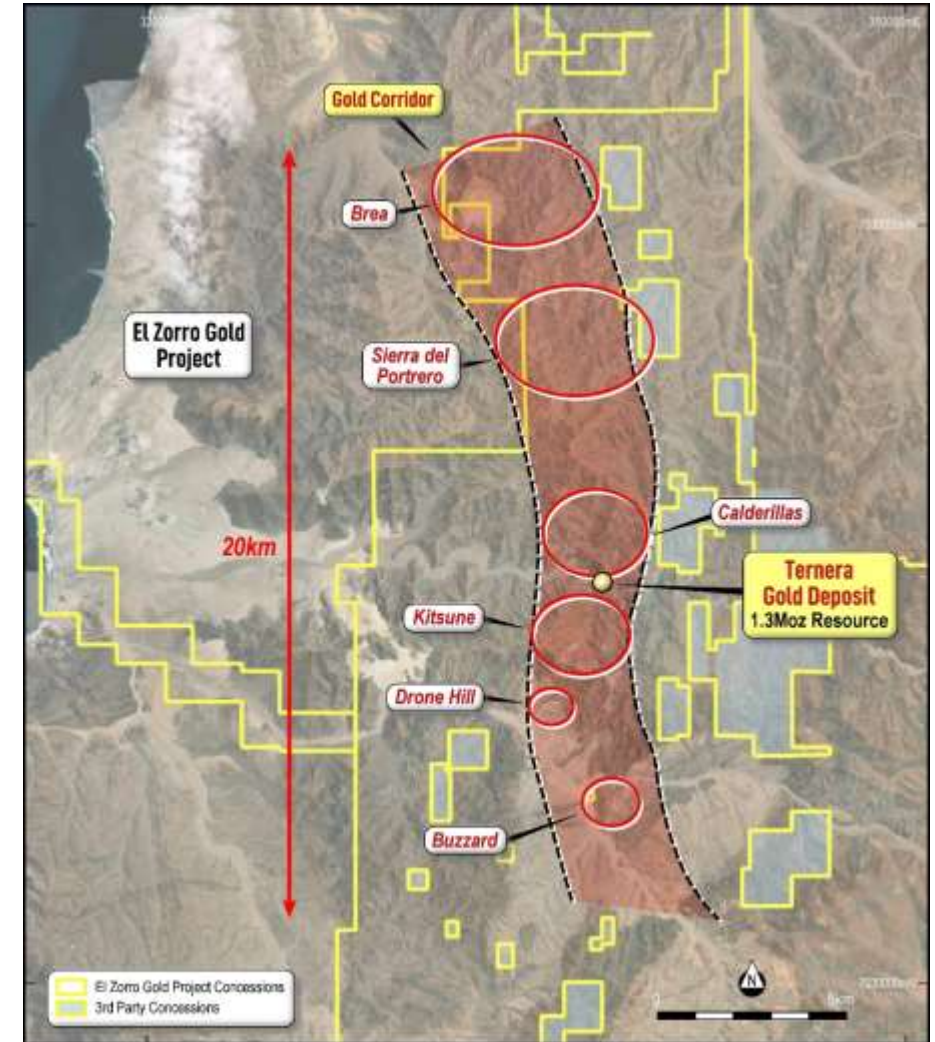 Gold Corridor
Brea
El Zorro Gold
Project
Sierra del
Portrero
20km
Calderillas
Ternera
Gold Deposit
1.3Moz Resource
Kitsune
Drone Hill
Buzzard
El Zorro Gold Project Concessions
3rd Party Concessions
N
0